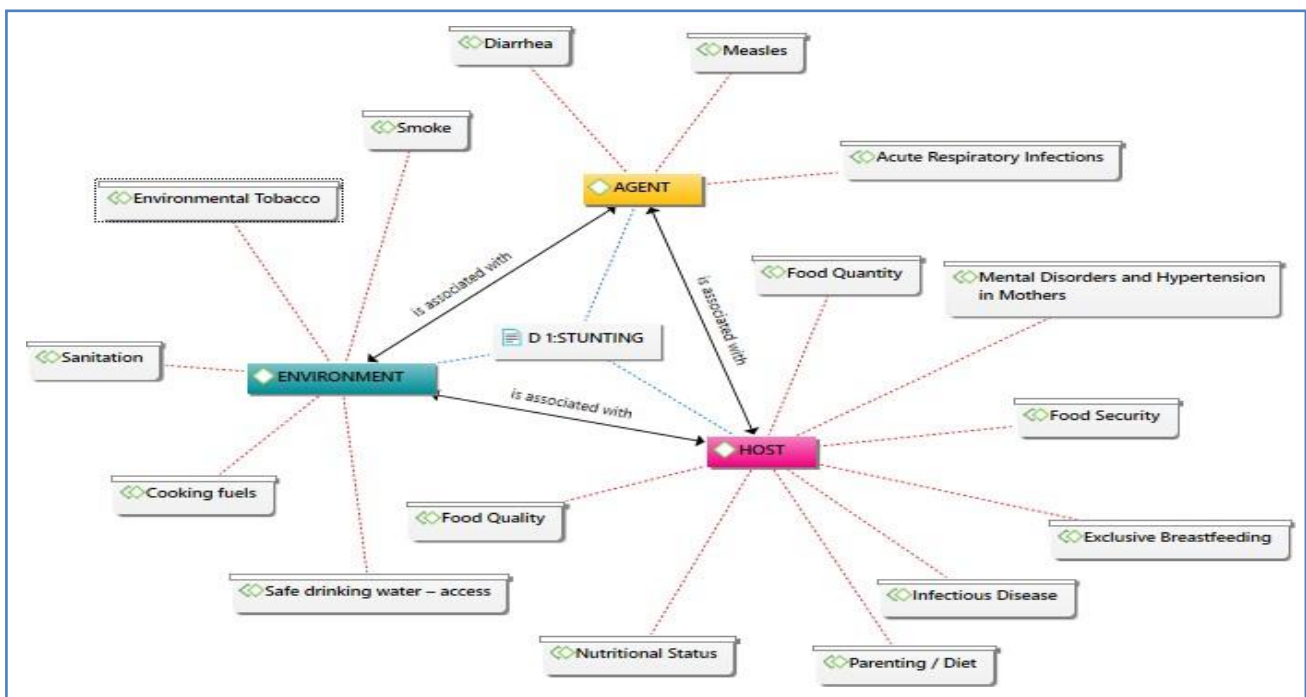 Diarrhea
Measles
Smoke
Acute Respiratory Infections
AGENT
Environmental Tobacco
is associated with
is associated with
Food Quantity
Mental Disorders and Hypertension
in Mothers
D 1:STUNTING
Sanitation
ENVIRONMENT
is associated with
Food Security
HOST
Cooking fuels
Food Quality
Exclusive Breastfeeding
Safe drinking water – access
Infectious Disease
Nutritional Status
Parenting / Diet